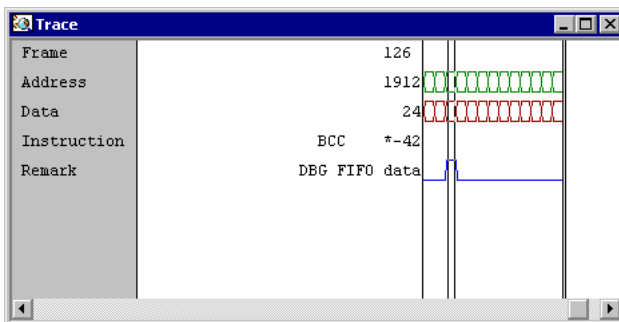 Trace
Frame 126
Address 1912
Data 24
Instruction BCC *-42
Remark DBG FIFO data